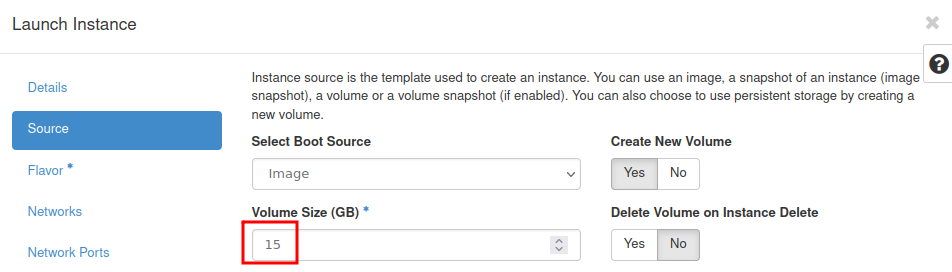 Launch Instance
Details
Source
Flavor *
Networks
Network Ports
Instance source is the template used to create an instance. You can use an image, a snapshot of an instance (image
snapshot), a volume or a volume snapshot (if enabled). You can also choose to use persistent storage by creating a
new volume.
Select Boot Source
Create New Volume
Image
Yes No
Volume Size (GB) *
Delete Volume on Instance Delete
15
Yes No